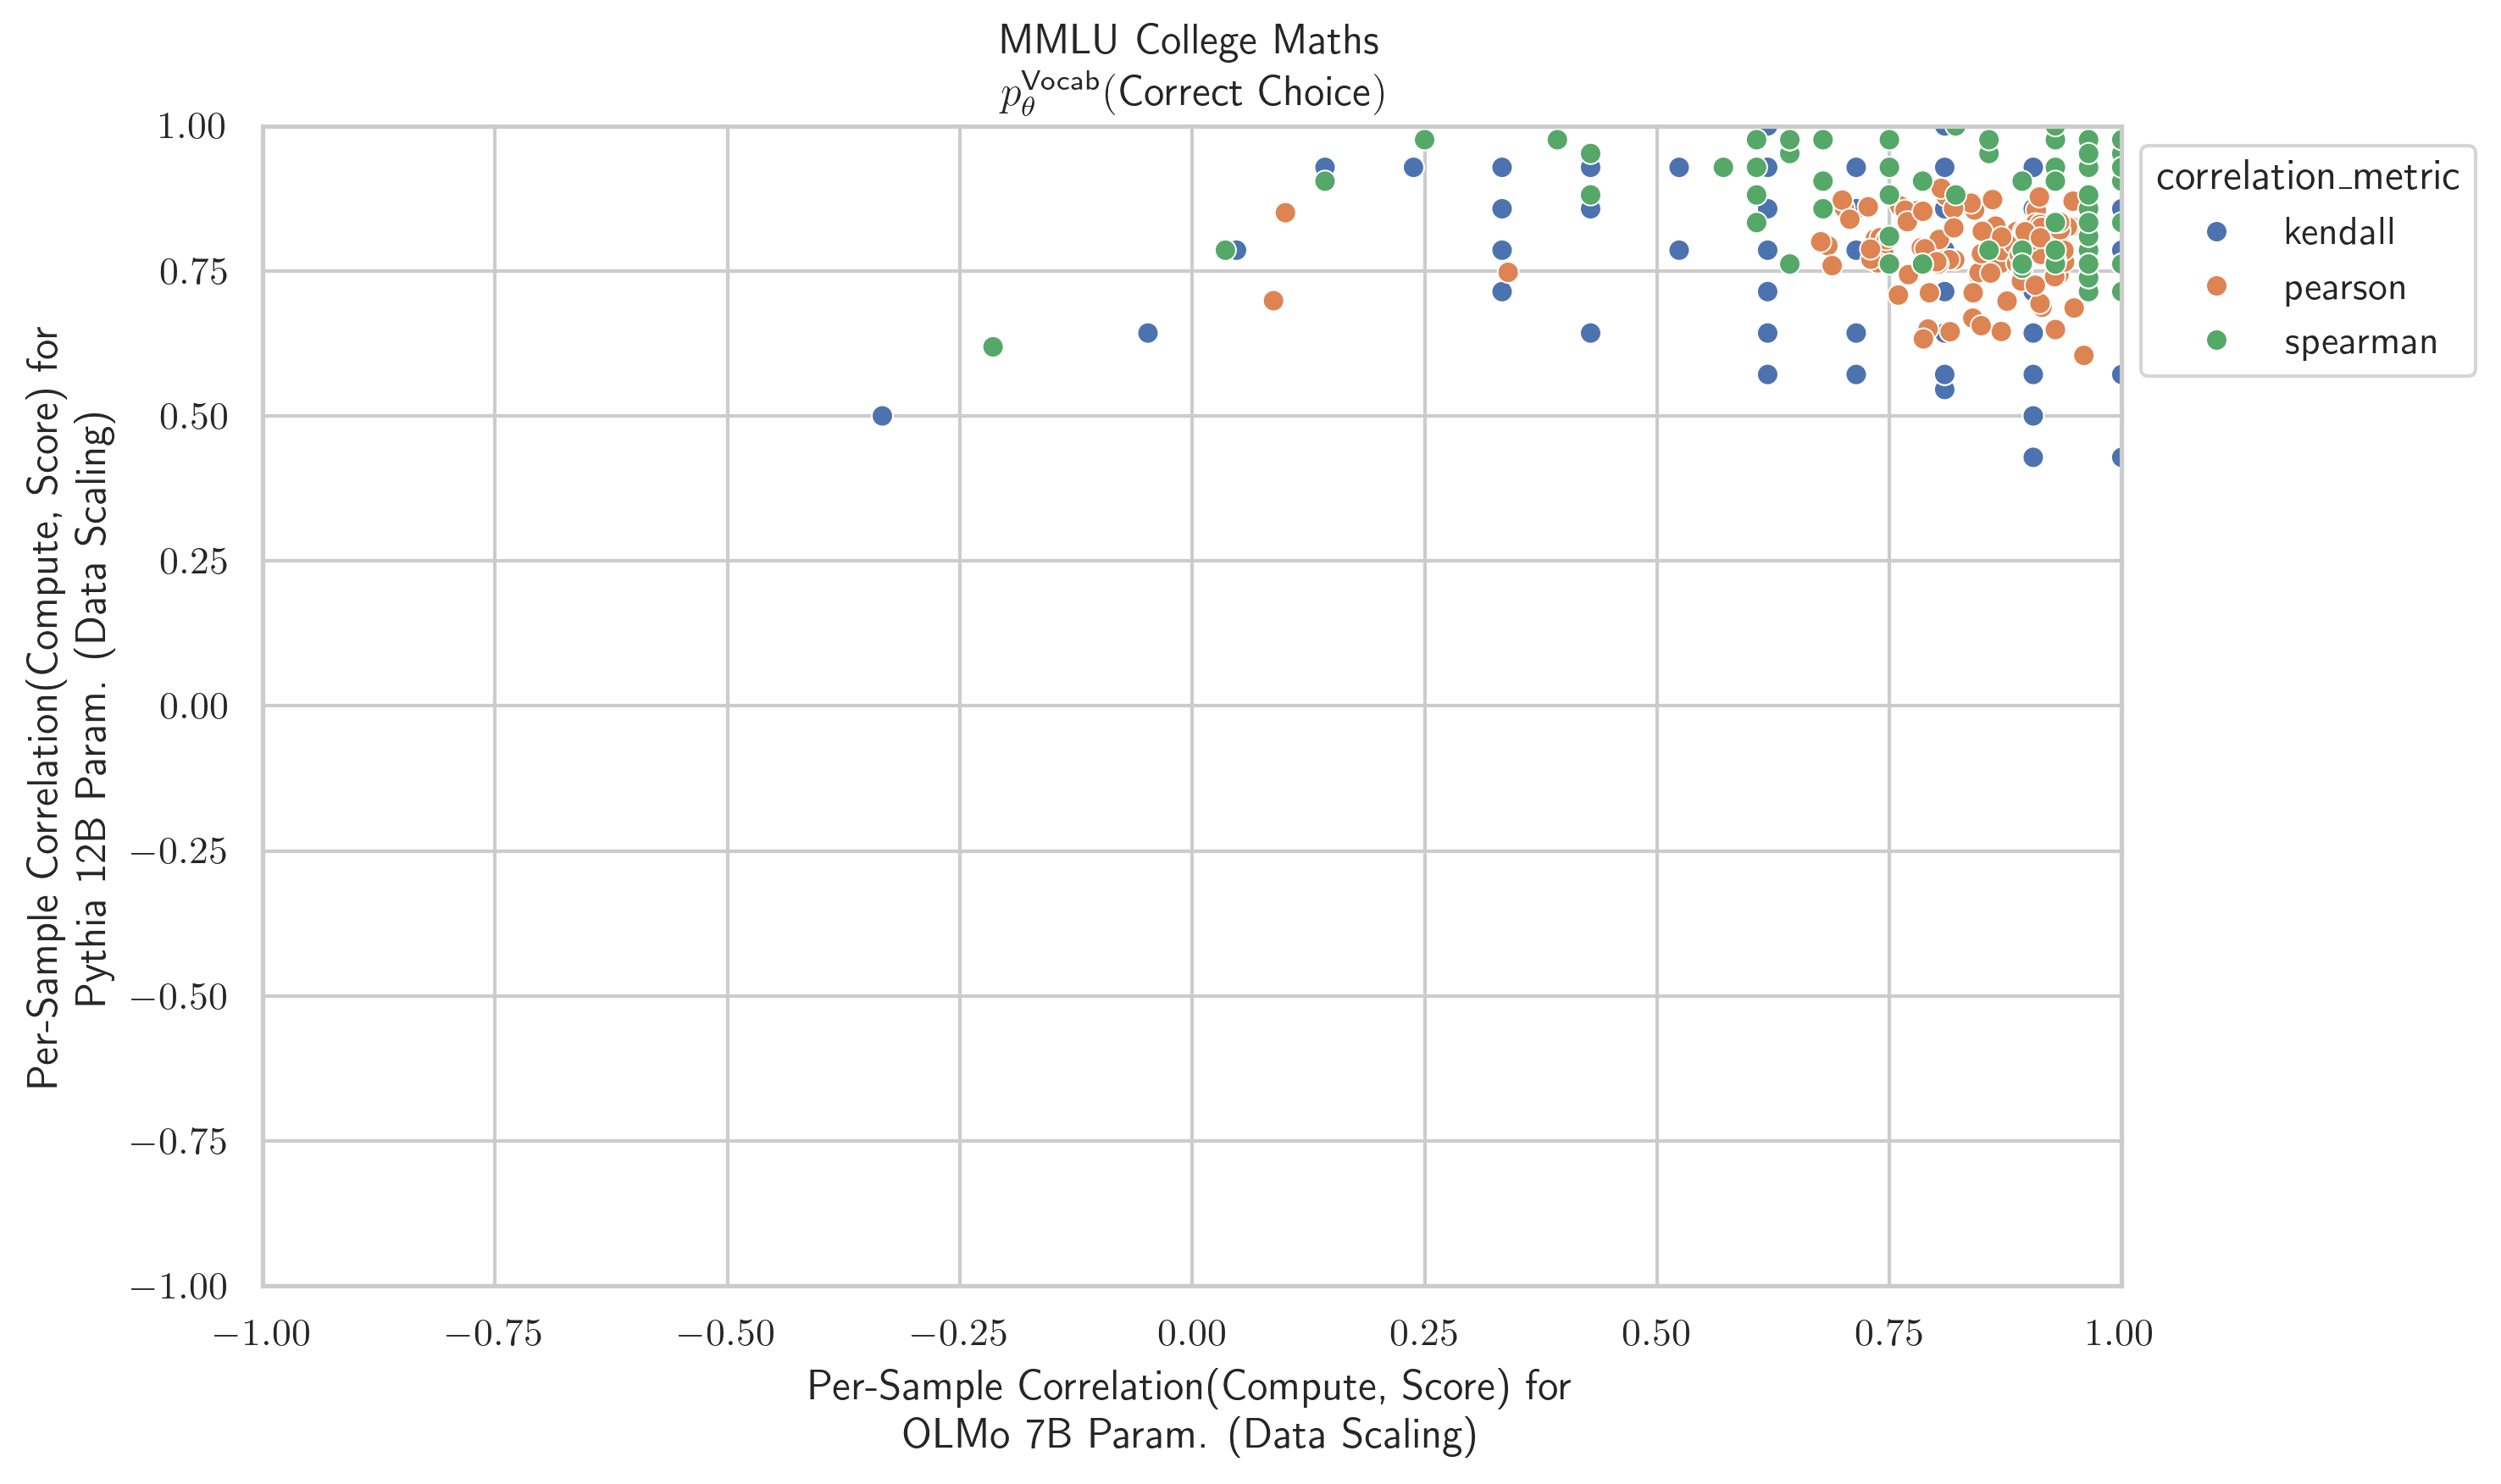 MMLU College Maths
p_θ^Vocab(Correct Choice)
1.00
0.75
0.50
0.25
0.00
−0.25
−0.50
−0.75
−1.00
Per-Sample Correlation(Compute, Score) for
Pythia 12B Param. (Data Scaling)
−1.00
−0.75
−0.50
−0.25
0.00
0.25
0.50
0.75
1.00
Per-Sample Correlation(Compute, Score) for
OLMo 7B Param. (Data Scaling)
correlation_metric
kendall
pearson
spearman